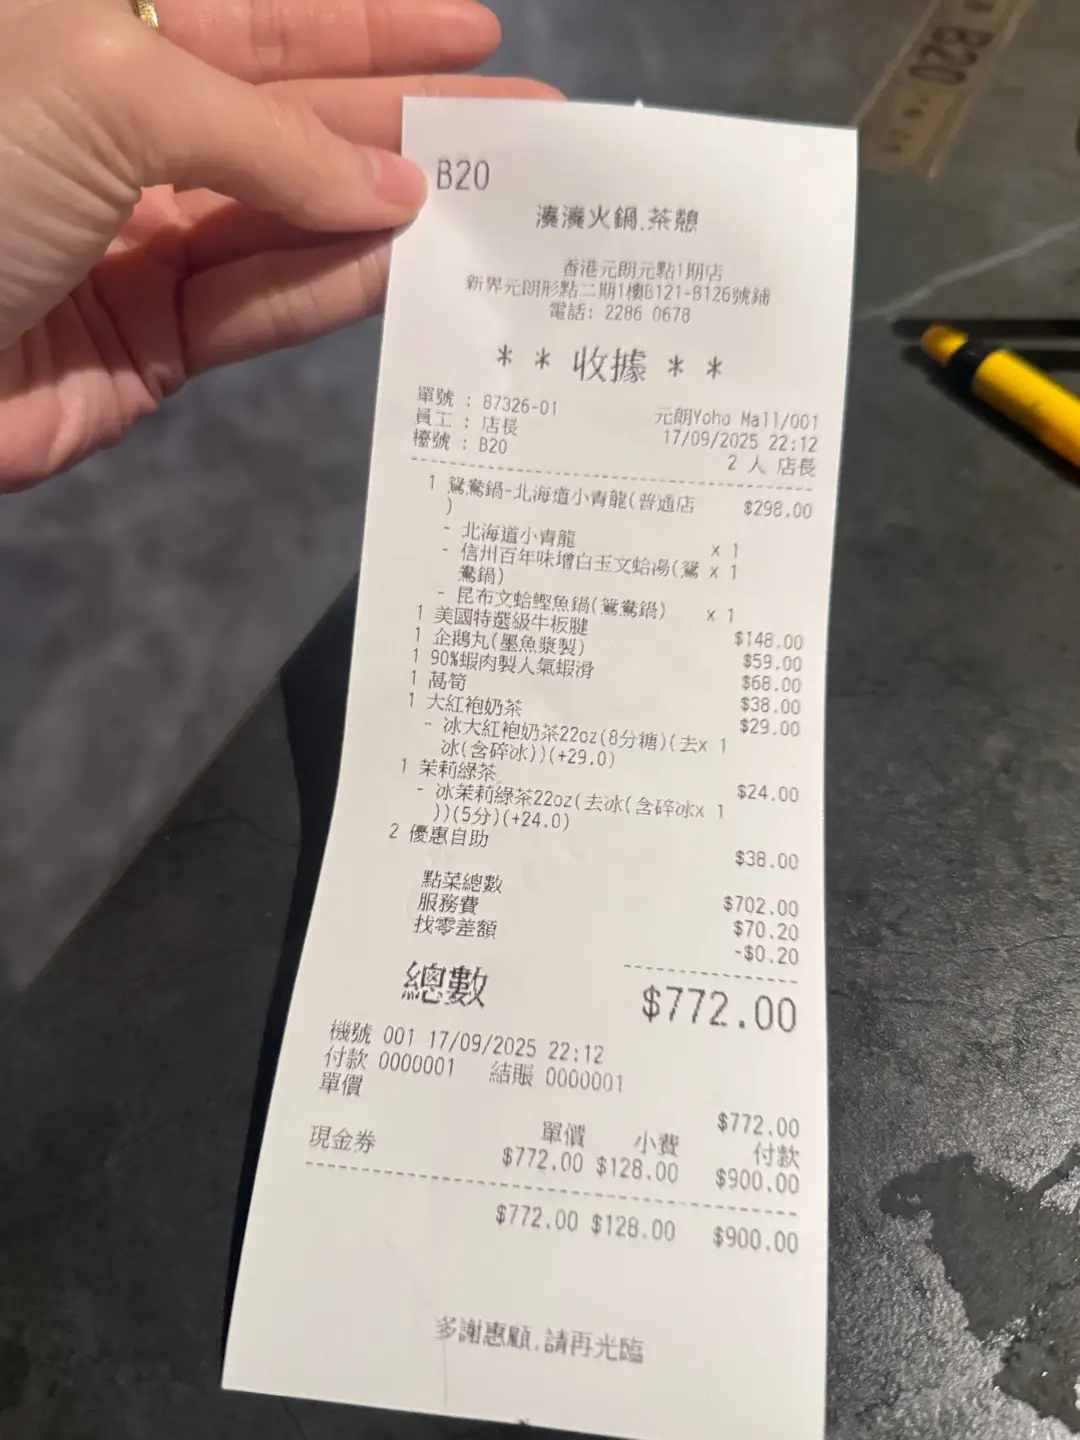 B20
湊湊火鍋.茶憩
香港元朗元點1期店
新界元朗形點二期1樓B121-B126號鋪
電話: 2286 0678
* * 收據 * *
單號 : 87326-01 元朗Yoho Mall/001
員工 : 店長 17/09/2025 22:12
檯號 : B20 2 人 店長
1 鴛鴦鍋-北海道小青龍(普通店 $298.00
)
- 北海道小青龍 x 1
- 信州百年味增白玉文蛤湯(鴛 x 1
鴦鍋)
- 昆布文蛤鰹魚鍋(鴛鴦鍋) x 1
1 美國特選級牛板腱 $148.00
1 企鵝丸(墨魚漿製) $59.00
1 90%蝦肉製人氣蝦滑 $68.00
1 萵筍 $38.00
1 大紅袍奶茶 $29.00
- 冰大紅袍奶茶22oz(8分糖)(去x 1
冰(含碎冰))(+29.0)
1 茉莉綠茶 $24.00
- 冰茉莉綠茶22oz(去冰(含碎冰x 1
))(5分)(+24.0)
2 優惠自助 $38.00
點菜總數 $702.00
服務費 $70.20
找零差額 -$0.20
總數 $772.00
機號 001 17/09/2025 22:12
付款 0000001 結賬 0000001
單價 $772.00
單價 小費 付款
現金券 $772.00 $128.00 $900.00
$772.00 $128.00 $900.00
多謝惠顧,請再光臨
B20